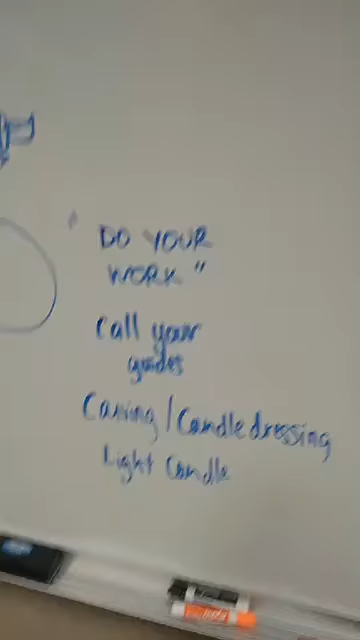 " DO YOUR
WORK "
Call your
guides
Carving / Candle dressing
Light Candle